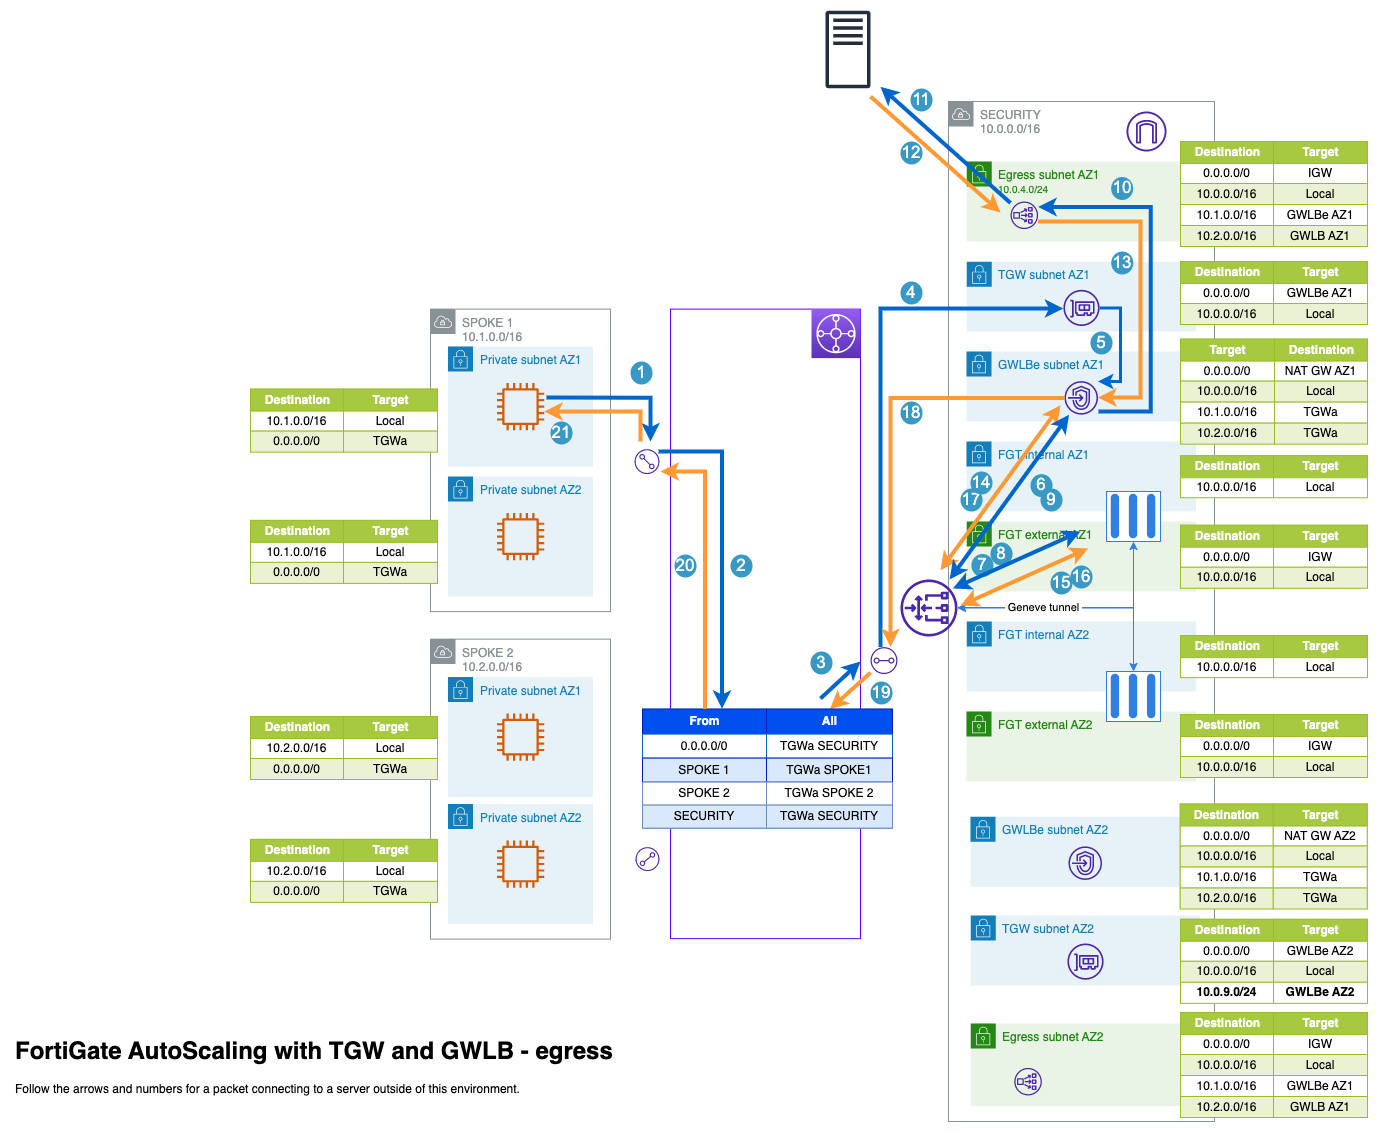 11
12
SECURITY
10.0.0.0/16
Egress subnet AZ1
10.0.4.0/24
10
13
Destination Target
0.0.0.0/0 IGW
10.0.0.0/16 Local
10.1.0.0/16 GWLBe AZ1
10.2.0.0/16 GWLB AZ1
TGW subnet AZ1
4
5
Destination Target
0.0.0.0/0 GWLBe AZ1
10.0.0.0/16 Local
GWLBe subnet AZ1
18
Target Destination
0.0.0.0/0 NAT GW AZ1
10.0.0.0/16 Local
10.1.0.0/16 TGWa
10.2.0.0/16 TGWa
SPOKE 1
10.1.0.0/16
Private subnet AZ1
1
21
Destination Target
10.1.0.0/16 Local
0.0.0.0/0 TGWa
Private subnet AZ2
Destination Target
10.1.0.0/16 Local
0.0.0.0/0 TGWa
20
2
FGT internal AZ1
14
17
6
9
Destination Target
10.0.0.0/16 Local
FGT external AZ1
7
8
15
16
Destination Target
0.0.0.0/0 IGW
10.0.0.0/16 Local
Geneve tunnel
FGT internal AZ2
Destination Target
10.0.0.0/16 Local
3
19
SPOKE 2
10.2.0.0/16
Private subnet AZ1
Destination Target
10.2.0.0/16 Local
0.0.0.0/0 TGWa
Private subnet AZ2
Destination Target
10.2.0.0/16 Local
0.0.0.0/0 TGWa
From All
0.0.0.0/0 TGWa SECURITY
SPOKE 1 TGWa SPOKE1
SPOKE 2 TGWa SPOKE 2
SECURITY TGWa SECURITY
FGT external AZ2
Destination Target
0.0.0.0/0 IGW
10.0.0.0/16 Local
GWLBe subnet AZ2
Destination Target
0.0.0.0/0 NAT GW AZ2
10.0.0.0/16 Local
10.1.0.0/16 TGWa
10.2.0.0/16 TGWa
TGW subnet AZ2
Destination Target
0.0.0.0/0 GWLBe AZ2
10.0.0.0/16 Local
10.0.9.0/24 GWLBe AZ2
Egress subnet AZ2
Destination Target
0.0.0.0/0 IGW
10.0.0.0/16 Local
10.1.0.0/16 GWLBe AZ1
10.2.0.0/16 GWLB AZ1
FortiGate AutoScaling with TGW and GWLB - egress
Follow the arrows and numbers for a packet connecting to a server outside of this environment.